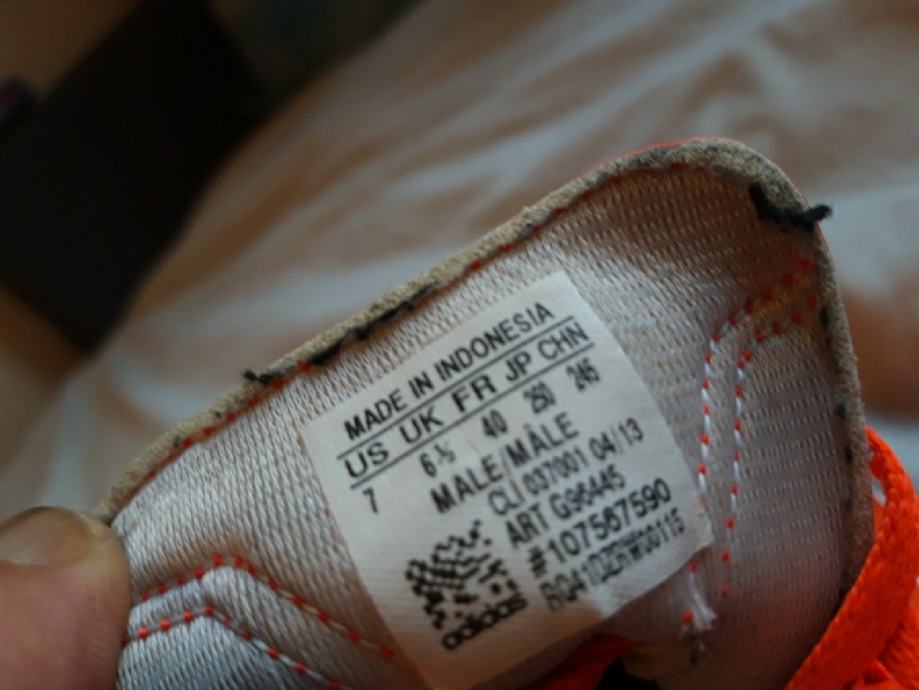 MADE IN INDONESIA
US UK FR JP CHN
7 6½ 40 250 245
MALE/MÂLE
CLI 037001 04/13
ART G96445
#107567590
adidas